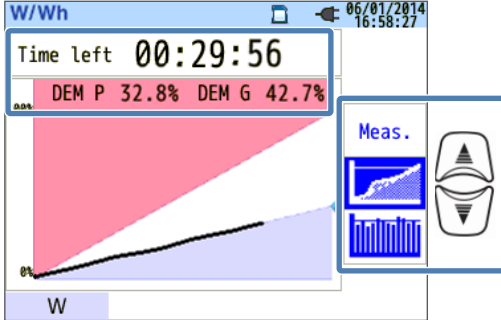 W/Wh
06/01/2014
16:58:27
Time left 00:29:56
DEM P 32.8% DEM G 42.7%
Meas.
0%
W